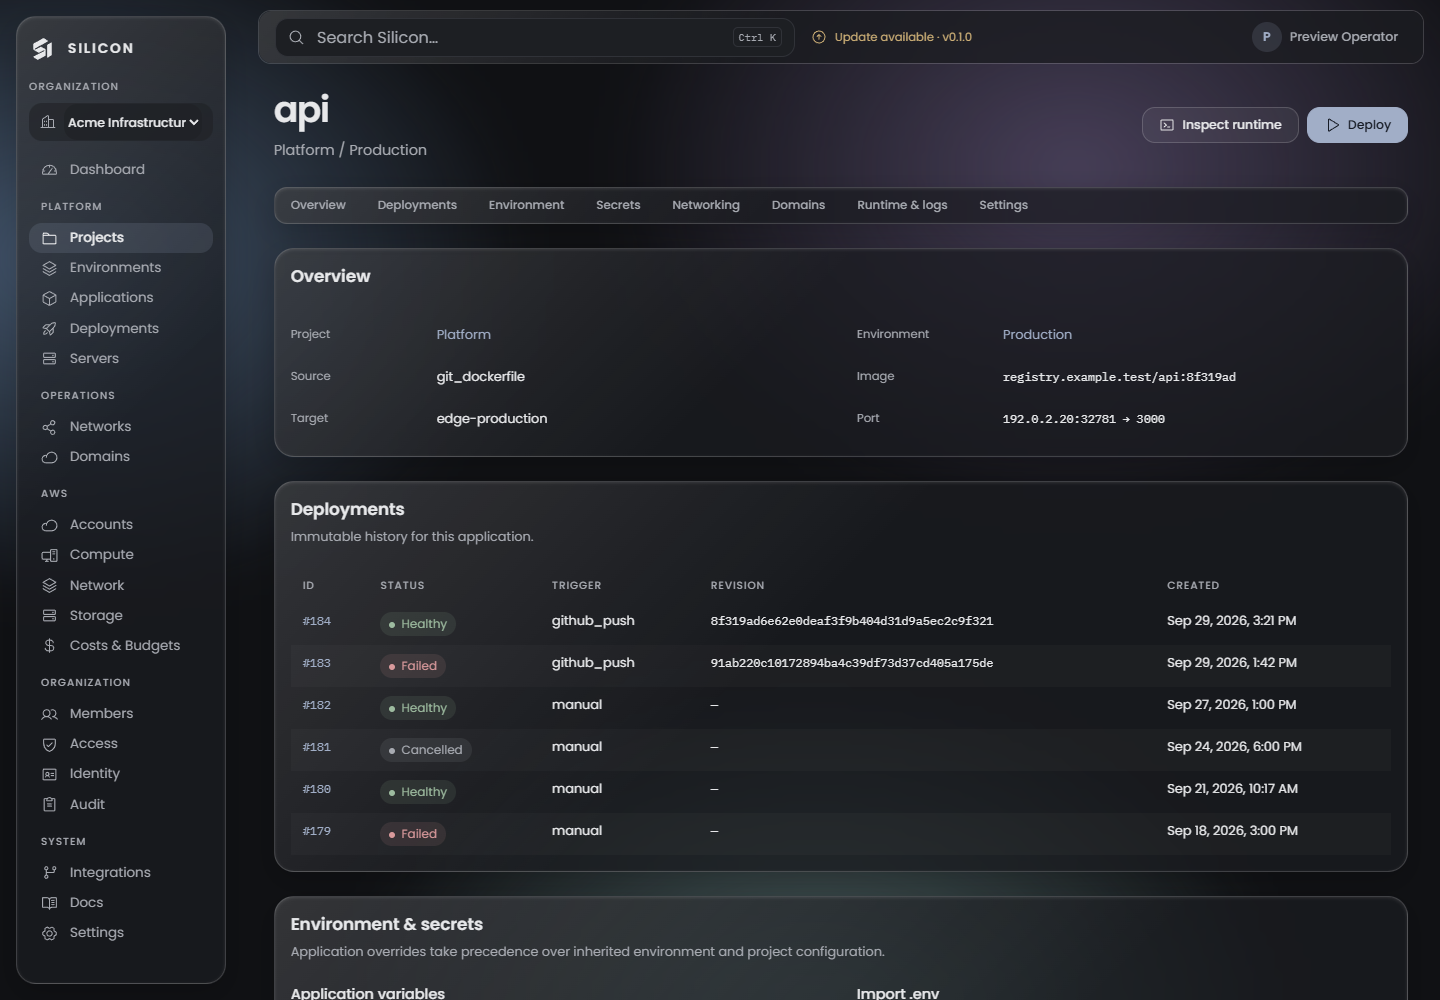 SILICON
ORGANIZATION
Acme Infrastructur
Dashboard
PLATFORM
Projects
Environments
Applications
Deployments
Servers
OPERATIONS
Networks
Domains
AWS
Accounts
Compute
Network
Storage
Costs & Budgets
ORGANIZATION
Members
Access
Identity
Audit
SYSTEM
Integrations
Docs
Settings
Search Silicon... Ctrl K Update available · v0.1.0 P Preview Operator
api
Platform / Production
Inspect runtime Deploy
Overview Deployments Environment Secrets Networking Domains Runtime & logs Settings
Overview
Project Platform Environment Production
Source git_dockerfile Image registry.example.test/api:8f319ad
Target edge-production Port 192.0.2.20:32781 → 3000
Deployments
Immutable history for this application.
ID STATUS TRIGGER REVISION CREATED
#184 Healthy github_push 8f319ad6e62e0deaf3f9b404d31d9a5ec2c9f321 Sep 29, 2026, 3:21 PM
#183 Failed github_push 91ab220c10172894ba4c39df73d37cd405a175de Sep 29, 2026, 1:42 PM
#182 Healthy manual — Sep 27, 2026, 1:00 PM
#181 Cancelled manual — Sep 24, 2026, 6:00 PM
#180 Healthy manual — Sep 21, 2026, 10:17 AM
#179 Failed manual — Sep 18, 2026, 3:00 PM
Environment & secrets
Application overrides take precedence over inherited environment and project configuration.
Application variables Import .env